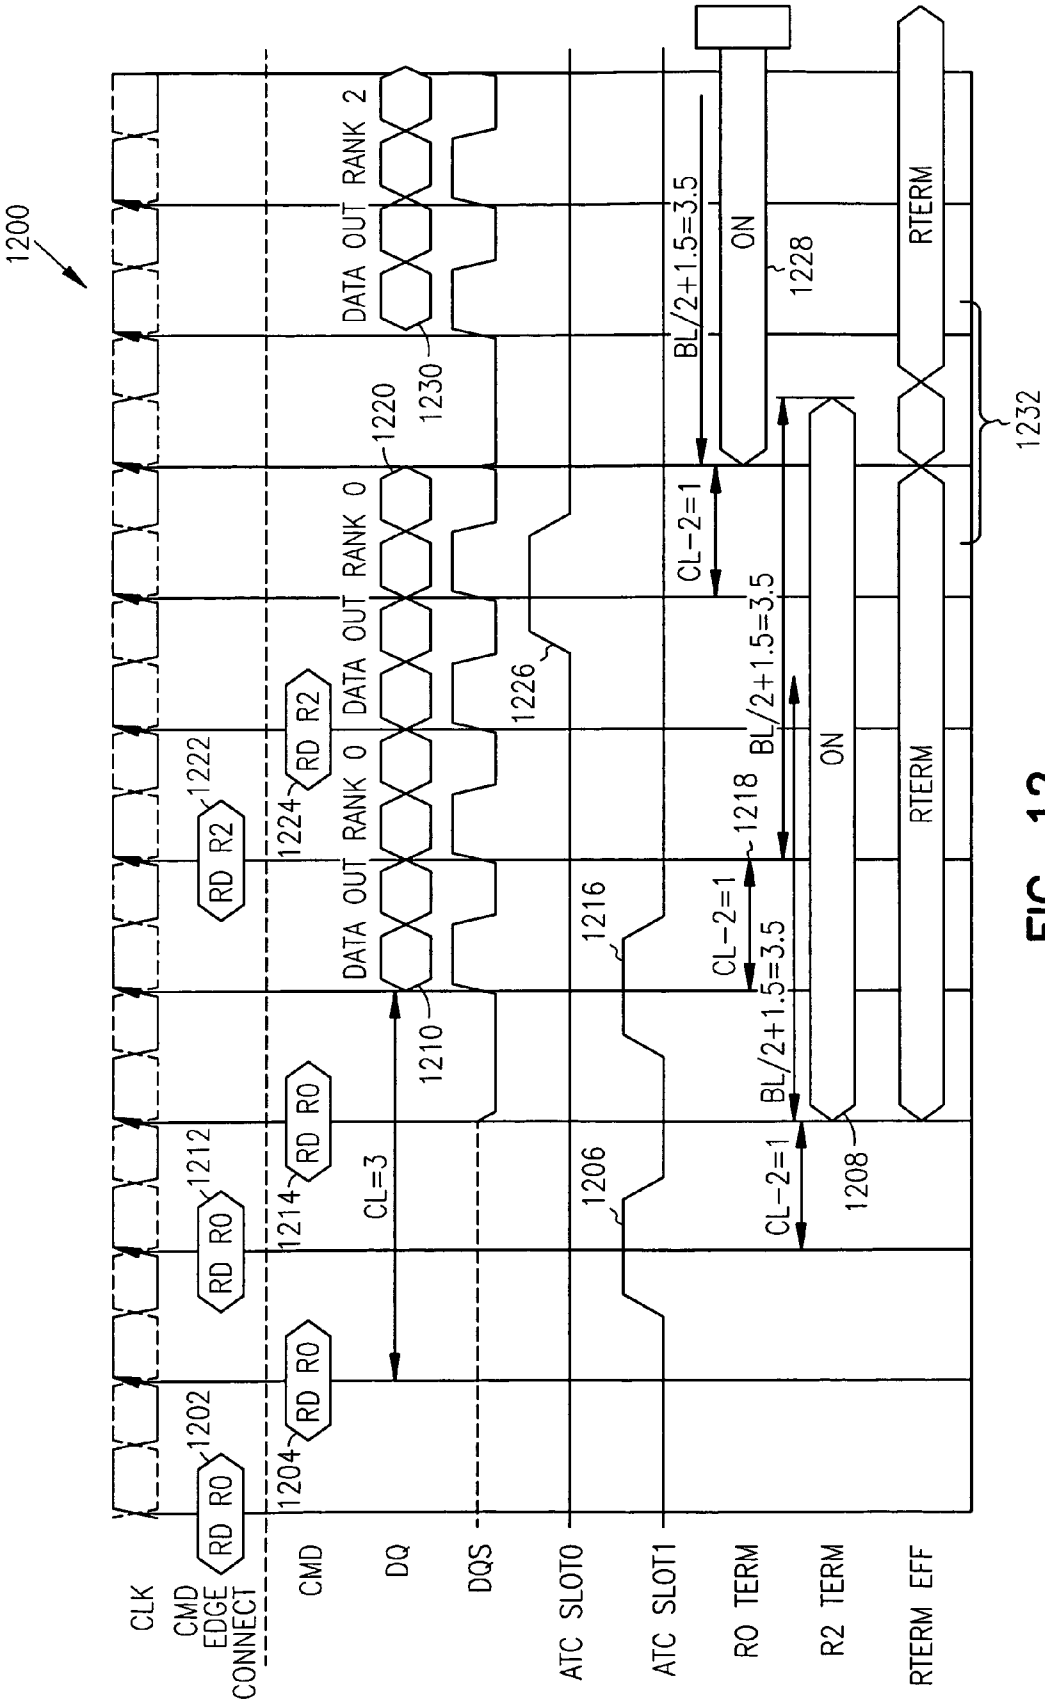 1200
CLK
CMD
EDGE
CONNECT
RD R0
1202
RD R0
1212
RD R2
1222
CMD
1204
RD R0
1214
RD R0
1224
RD R2
DQ
CL=3
1210
DATA OUT RANK 0
DATA OUT RANK 0
1220
DATA OUT RANK 2
1230
DQS
ATC SLOT0
1226
ATC SLOT1
1206
1216
R0 TERM
CL-2=1
1218
CL-2=1
BL/2+1.5=3.5
ON
1228
BL/2+1.5=3.5
R2 TERM
CL-2=1
BL/2+1.5=3.5
1208
ON
RTERM EFF
RTERM
RTERM
1232